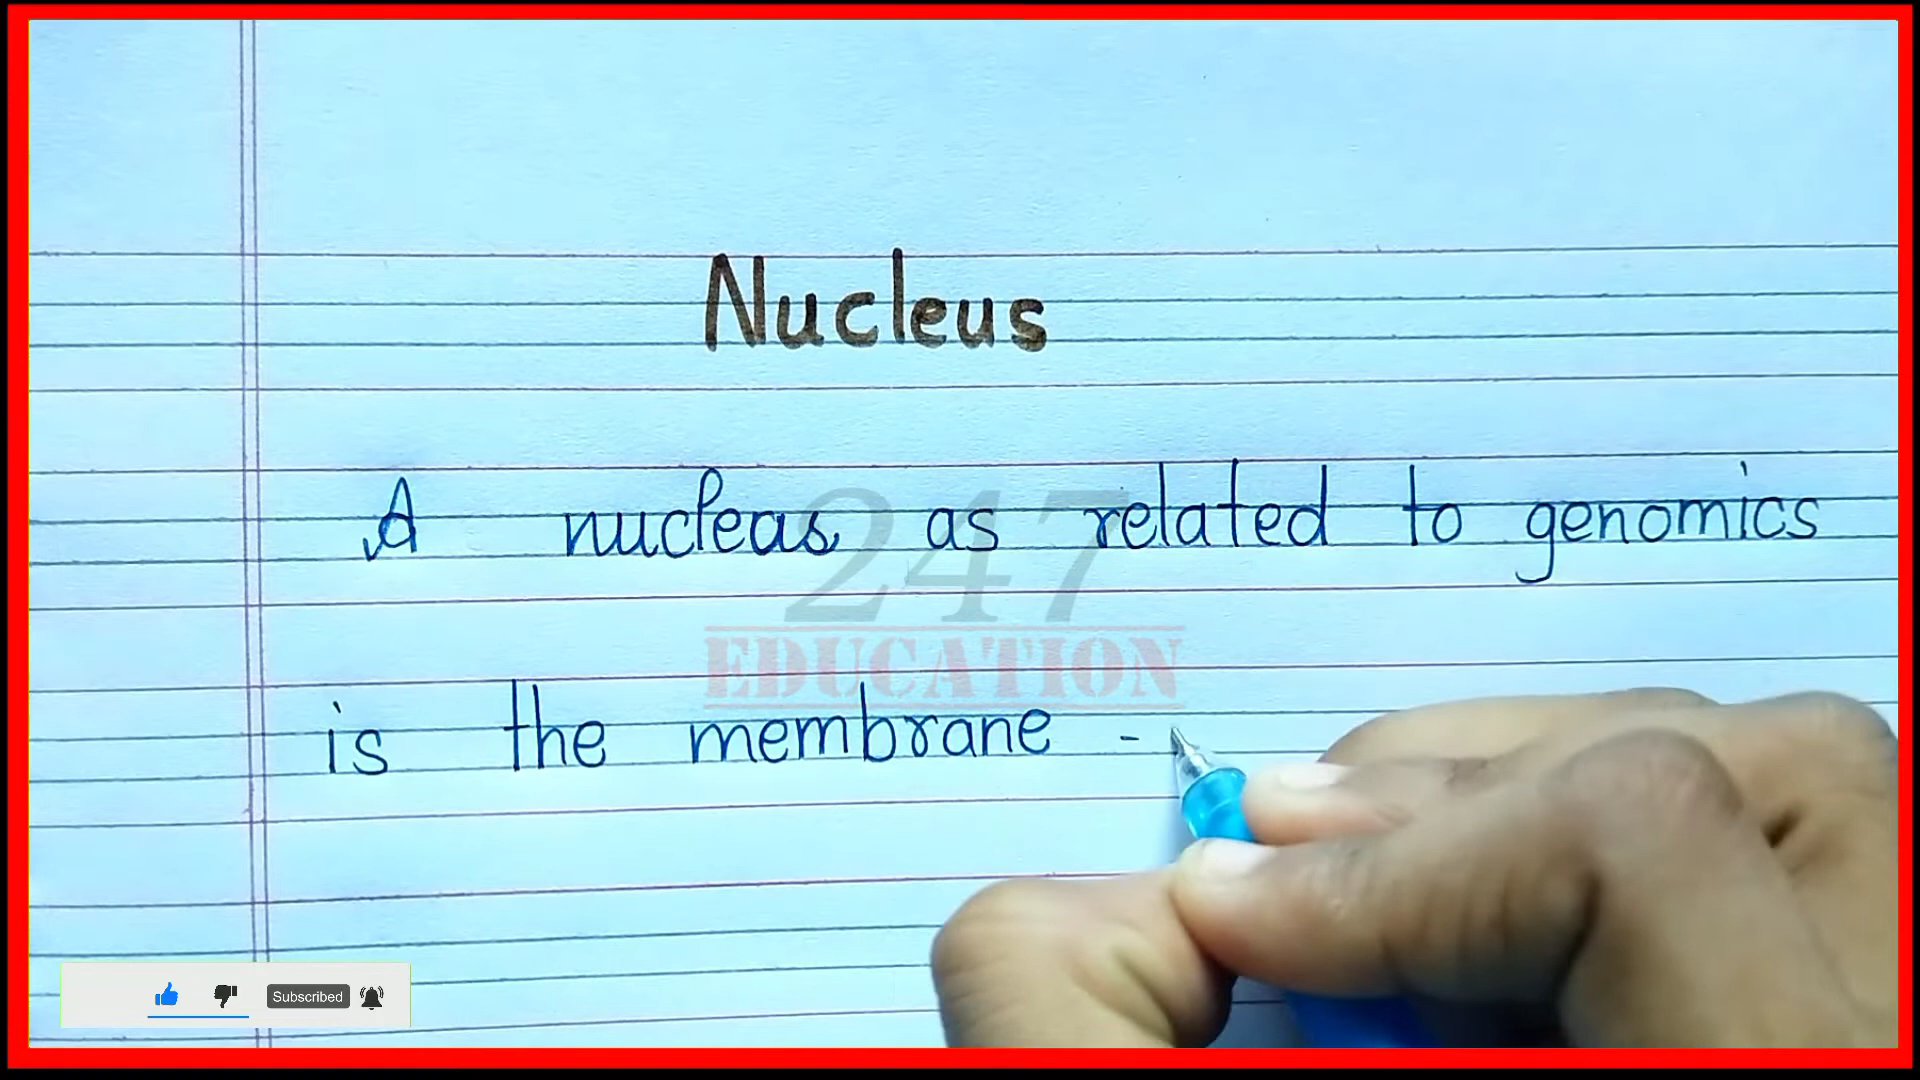 Nucleus
A nucleas as related to genomics
247
EDUCATION
is the membrane -
Subscribed